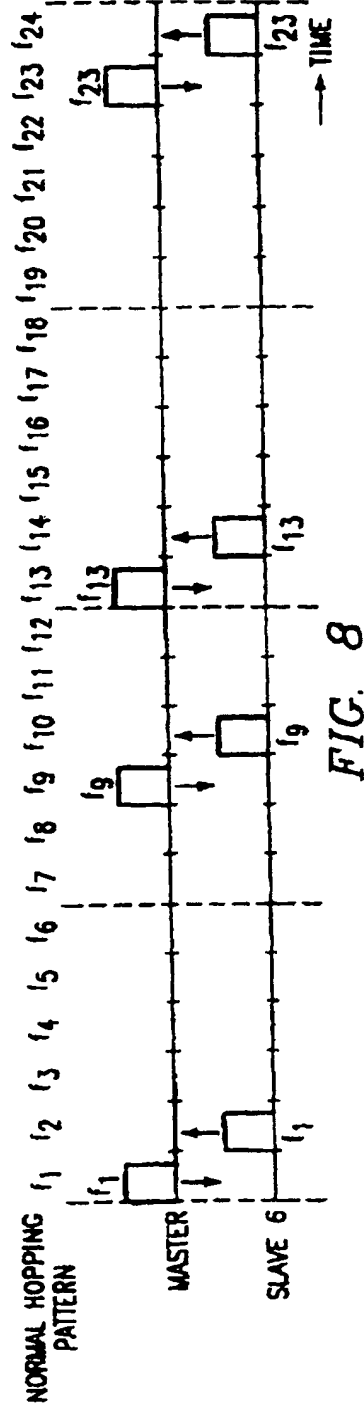 NORMAL HOPPING
PATTERN
f1 f2 f3 f4 f5 f6 f7 f8 f9 f10 f11 f12 f13 f14 f15 f16 f17 f18 f19 f20 f21 f22 f23 f24
f1 f9 f13 f23
MASTER
SLAVE 6
f1 f9 f13 f23
TIME
FIG. 8